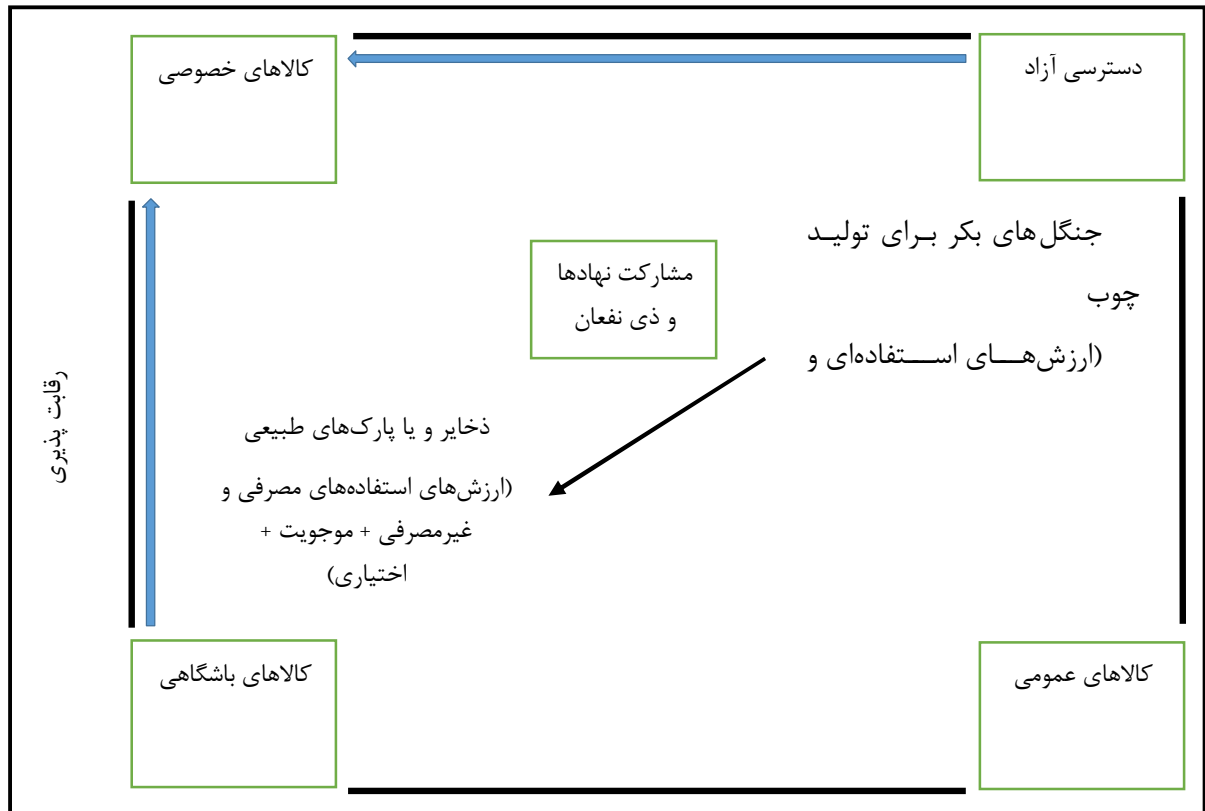 دسترسی آزاد
کالاهای خصوصی
جنگل‌های بکر بـرای تولیـد
چوب
(ارزش‌هـــای اســـتفاده‌ای و
مشارکت نهادها
و ذی نفعان
رقابت پذیری
ذخایر و یا پارک‌های طبیعی
(ارزش‌های استفاده‌های مصرفی و
غیرمصرفی + موجویت +
اختیاری)
کالاهای عمومی
کالاهای باشگاهی